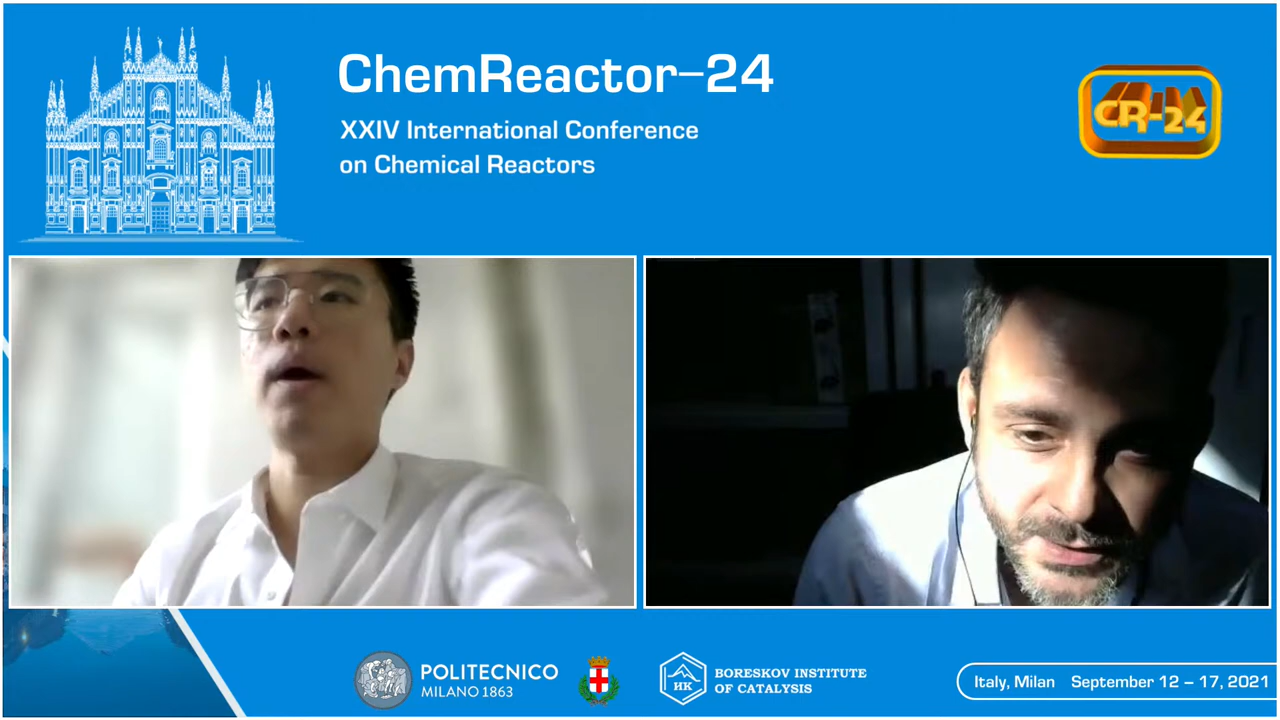 ChemReactor–24
XXIV International Conference
on Chemical Reactors
CR-24
POLITECNICO
MILANO 1863
НК
BORESKOV INSTITUTE
OF CATALYSIS
Italy, Milan September 12 – 17, 2021